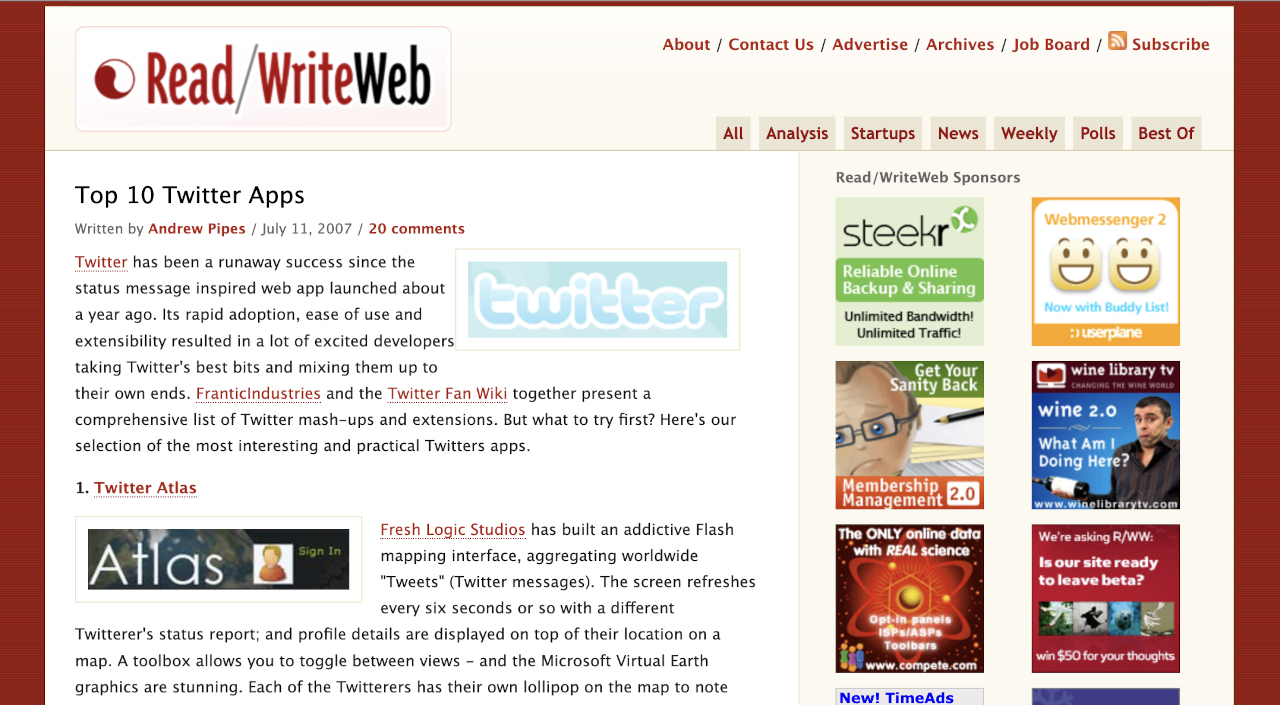 Read/WriteWeb
About / Contact Us / Advertise / Archives / Job Board / Subscribe
All Analysis Startups News Weekly Polls Best Of
Top 10 Twitter Apps
Written by Andrew Pipes / July 11, 2007 / 20 comments
Twitter has been a runaway success since the
status message inspired web app launched about
a year ago. Its rapid adoption, ease of use and
extensibility resulted in a lot of excited developers
taking Twitter's best bits and mixing them up to
their own ends. FranticIndustries and the Twitter Fan Wiki together present a
comprehensive list of Twitter mash-ups and extensions. But what to try first? Here's our
selection of the most interesting and practical Twitters apps.
twitter
1. Twitter Atlas
Atlas Sign In
Fresh Logic Studios has built an addictive Flash
mapping interface, aggregating worldwide
"Tweets" (Twitter messages). The screen refreshes
every six seconds or so with a different
Twitterer's status report; and profile details are displayed on top of their location on a
map. A toolbox allows you to toggle between views – and the Microsoft Virtual Earth
graphics are stunning. Each of the Twitterers has their own lollipop on the map to note
Read/WriteWeb Sponsors
steekr
Reliable Online
Backup & Sharing
Unlimited Bandwidth!
Unlimited Traffic!
Webmessenger 2
Now with Buddy List!
userplane
Get Your
Sanity Back
Membership
Management 2.0
wine library tv
CHANGING THE WINE WORLD
wine 2.0
What Am I
Doing Here?
www.winelibrarytv.com
The ONLY online data
with REAL science
Opt-in panels
ISPs/ASPs
Toolbars
www.compete.com
We're asking R/WW:
Is our site ready
to leave beta?
win $50 for your thoughts
New! TimeAds